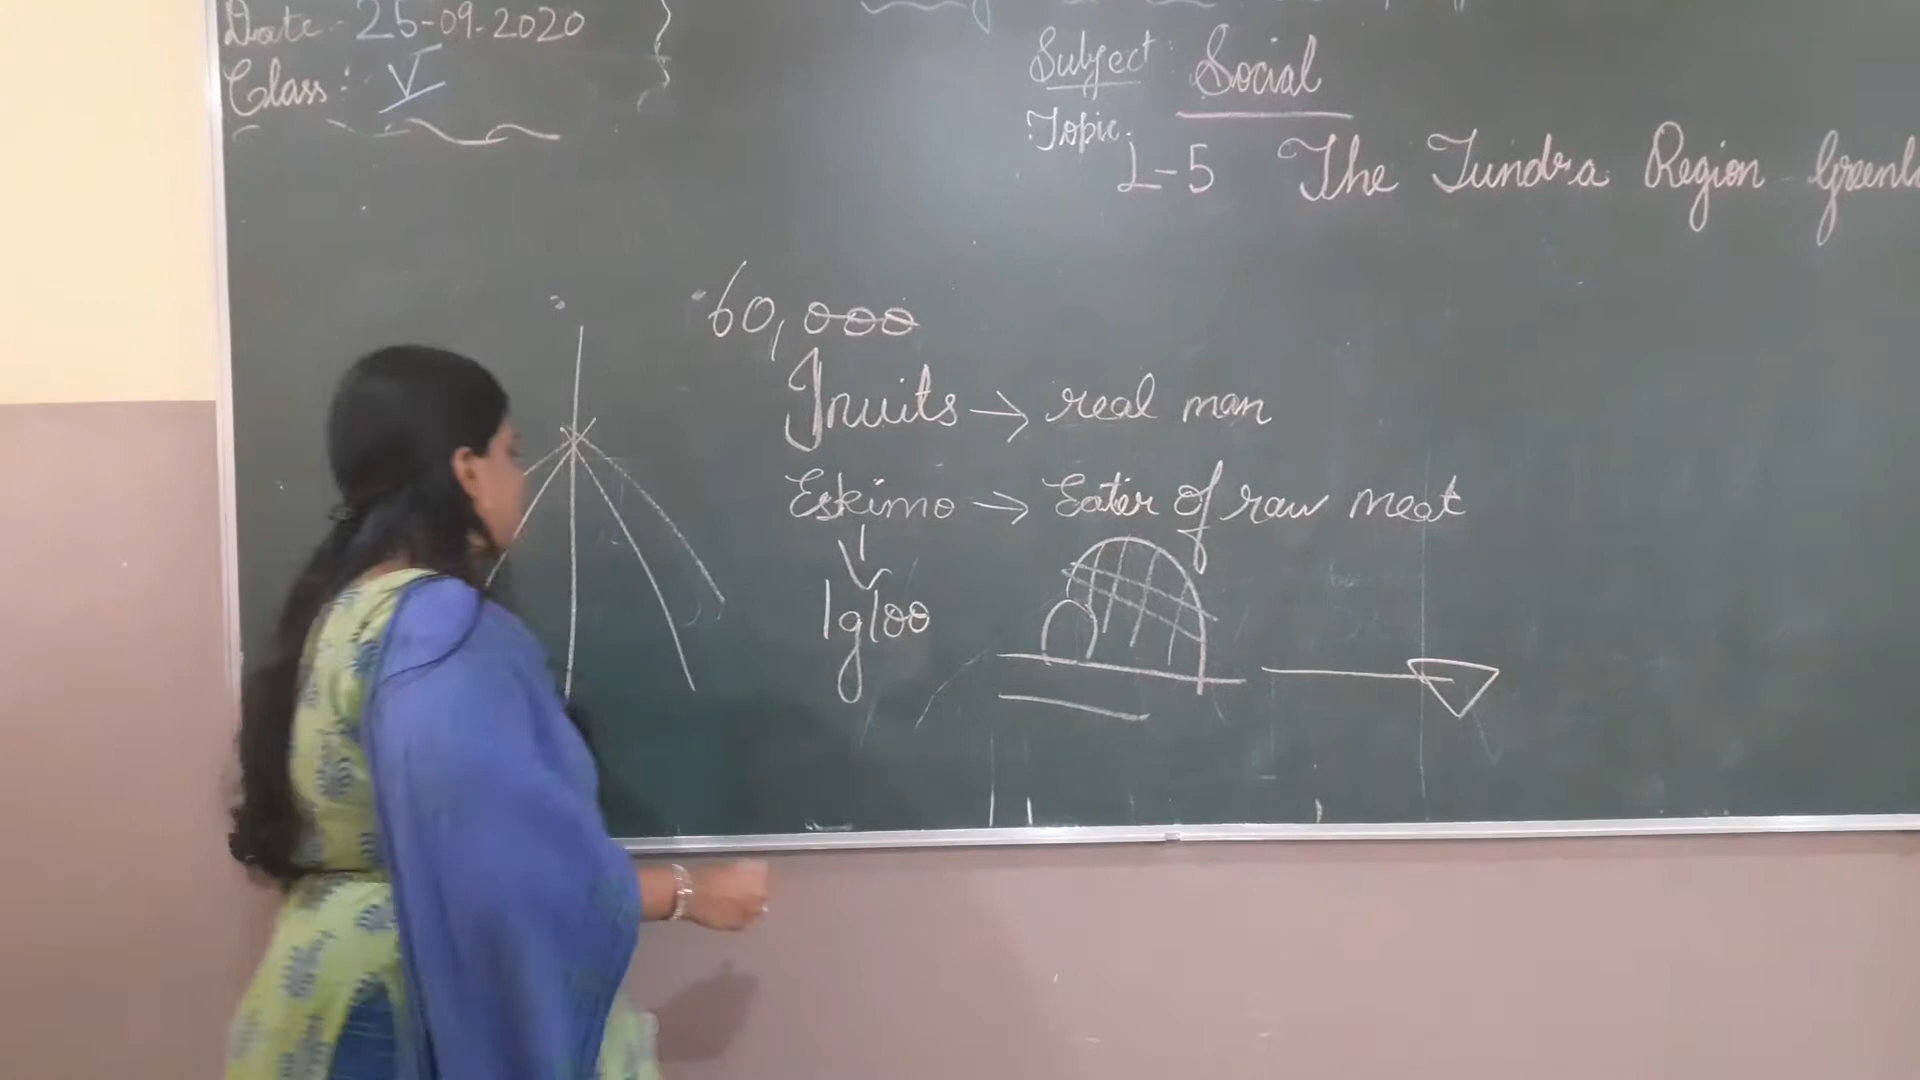 Date: 25-09-2020
Class: V
Subject: Social
Topic:
L-5 The Tundra Region Greenl
60,000
Inuits → real man
Eskimo → Eater of raw meat
Igloo